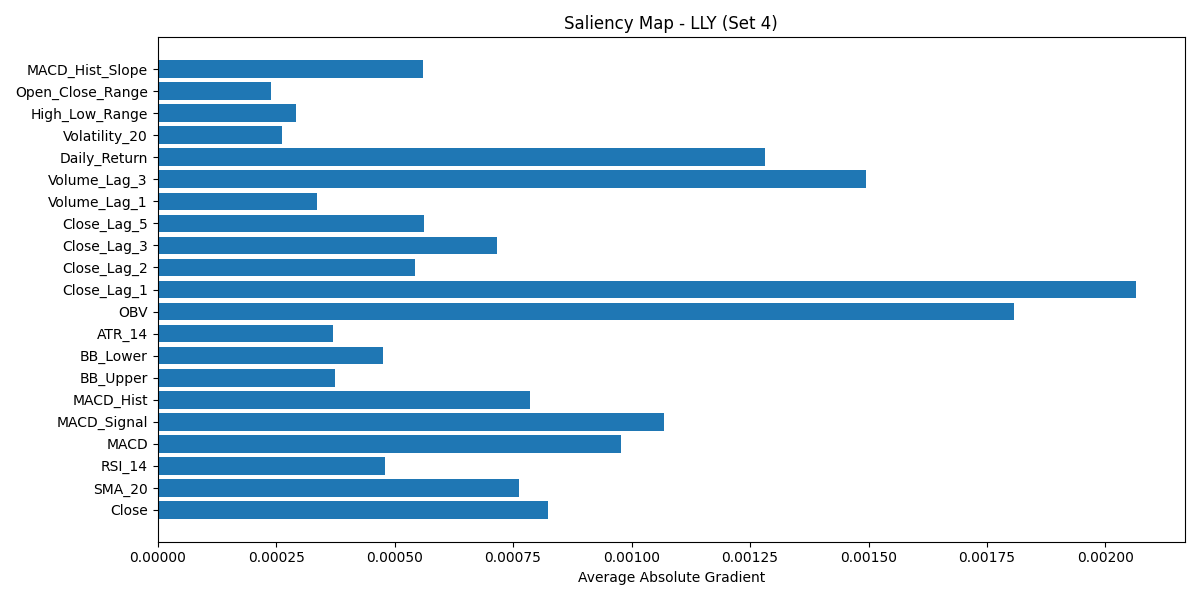 Saliency Map - LLY (Set 4)
MACD_Hist_Slope
Open_Close_Range
High_Low_Range
Volatility_20
Daily_Return
Volume_Lag_3
Volume_Lag_1
Close_Lag_5
Close_Lag_3
Close_Lag_2
Close_Lag_1
OBV
ATR_14
BB_Lower
BB_Upper
MACD_Hist
MACD_Signal
MACD
RSI_14
SMA_20
Close
0.00000 0.00025 0.00050 0.00075 0.00100 0.00125 0.00150 0.00175 0.00200
Average Absolute Gradient